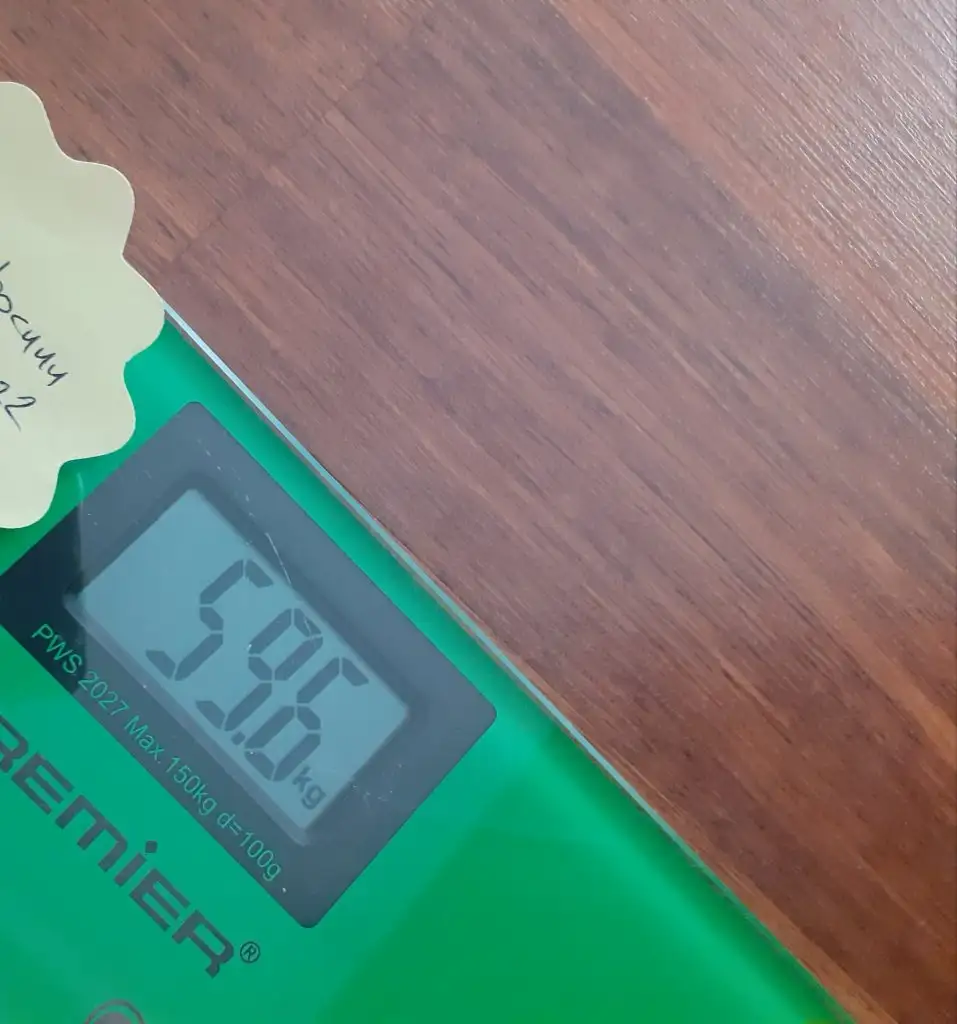 59.6 kg
PWS 2027 Max.150kg d=100g
REMiER®